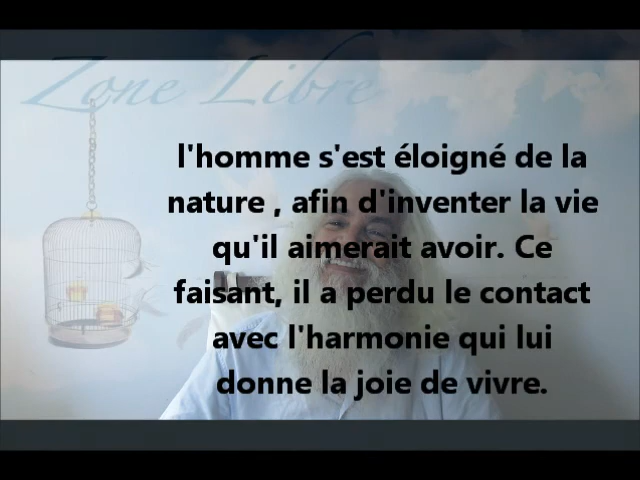 Zone Libre
l'homme s'est éloigné de la
nature , afin d'inventer la vie
qu'il aimerait avoir. Ce
faisant, il a perdu le contact
avec l'harmonie qui lui
donne la joie de vivre.